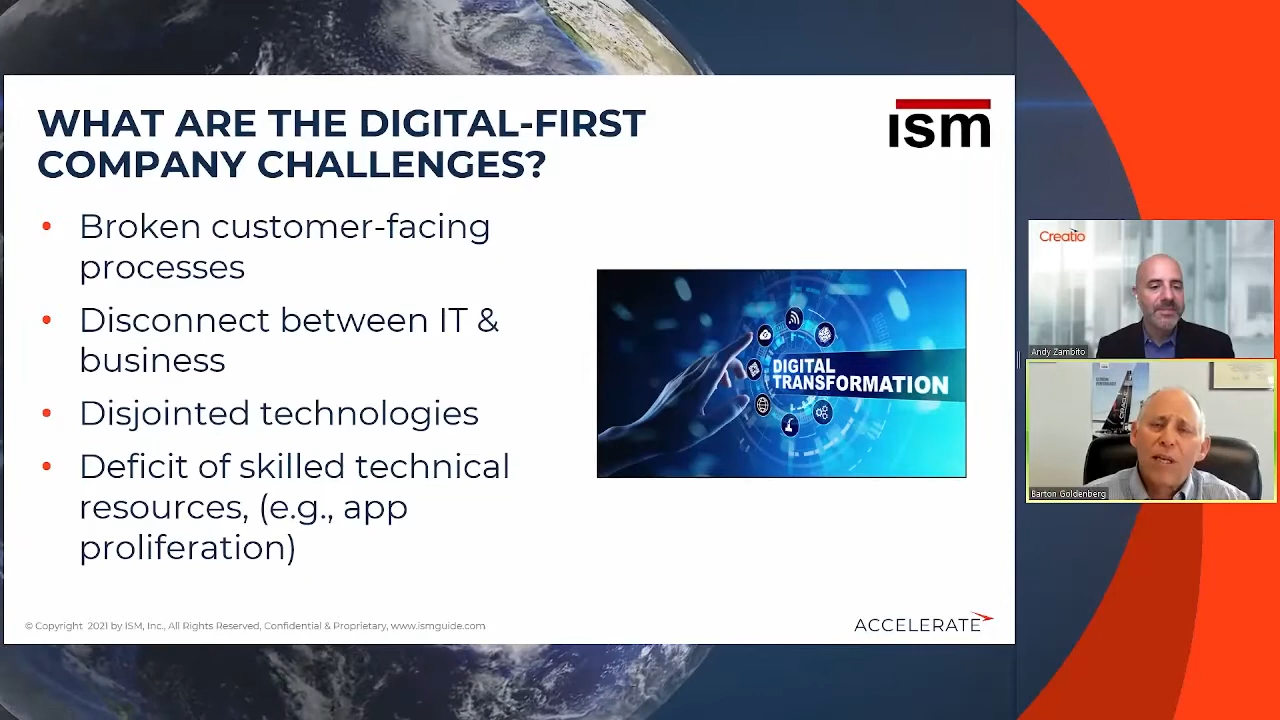 WHAT ARE THE DIGITAL-FIRST
COMPANY CHALLENGES?
ism
• Broken customer-facing
processes
• Disconnect between IT &
business
• Disjointed technologies
• Deficit of skilled technical
resources, (e.g., app
proliferation)
DIGITAL
TRANSFORMATION
© Copyright 2021 by ISM, Inc., All Rights Reserved, Confidential & Proprietary, www.ismguide.com
ACCELERATE
Creatio
Andy Zambito
ORACLE
Barton Goldenberg